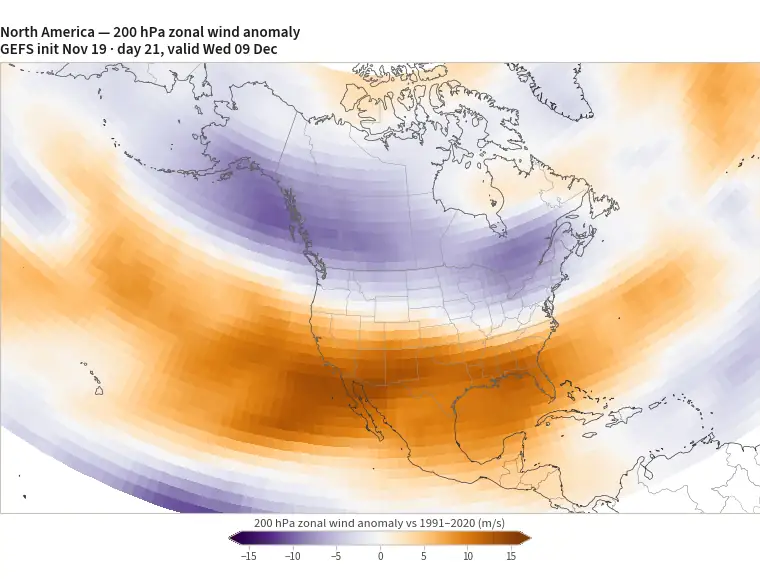 North America — 200 hPa zonal wind anomaly
GEFS init Nov 19 · day 21, valid Wed 09 Dec
200 hPa zonal wind anomaly vs 1991–2020 (m/s)
−15 −10 −5 0 5 10 15